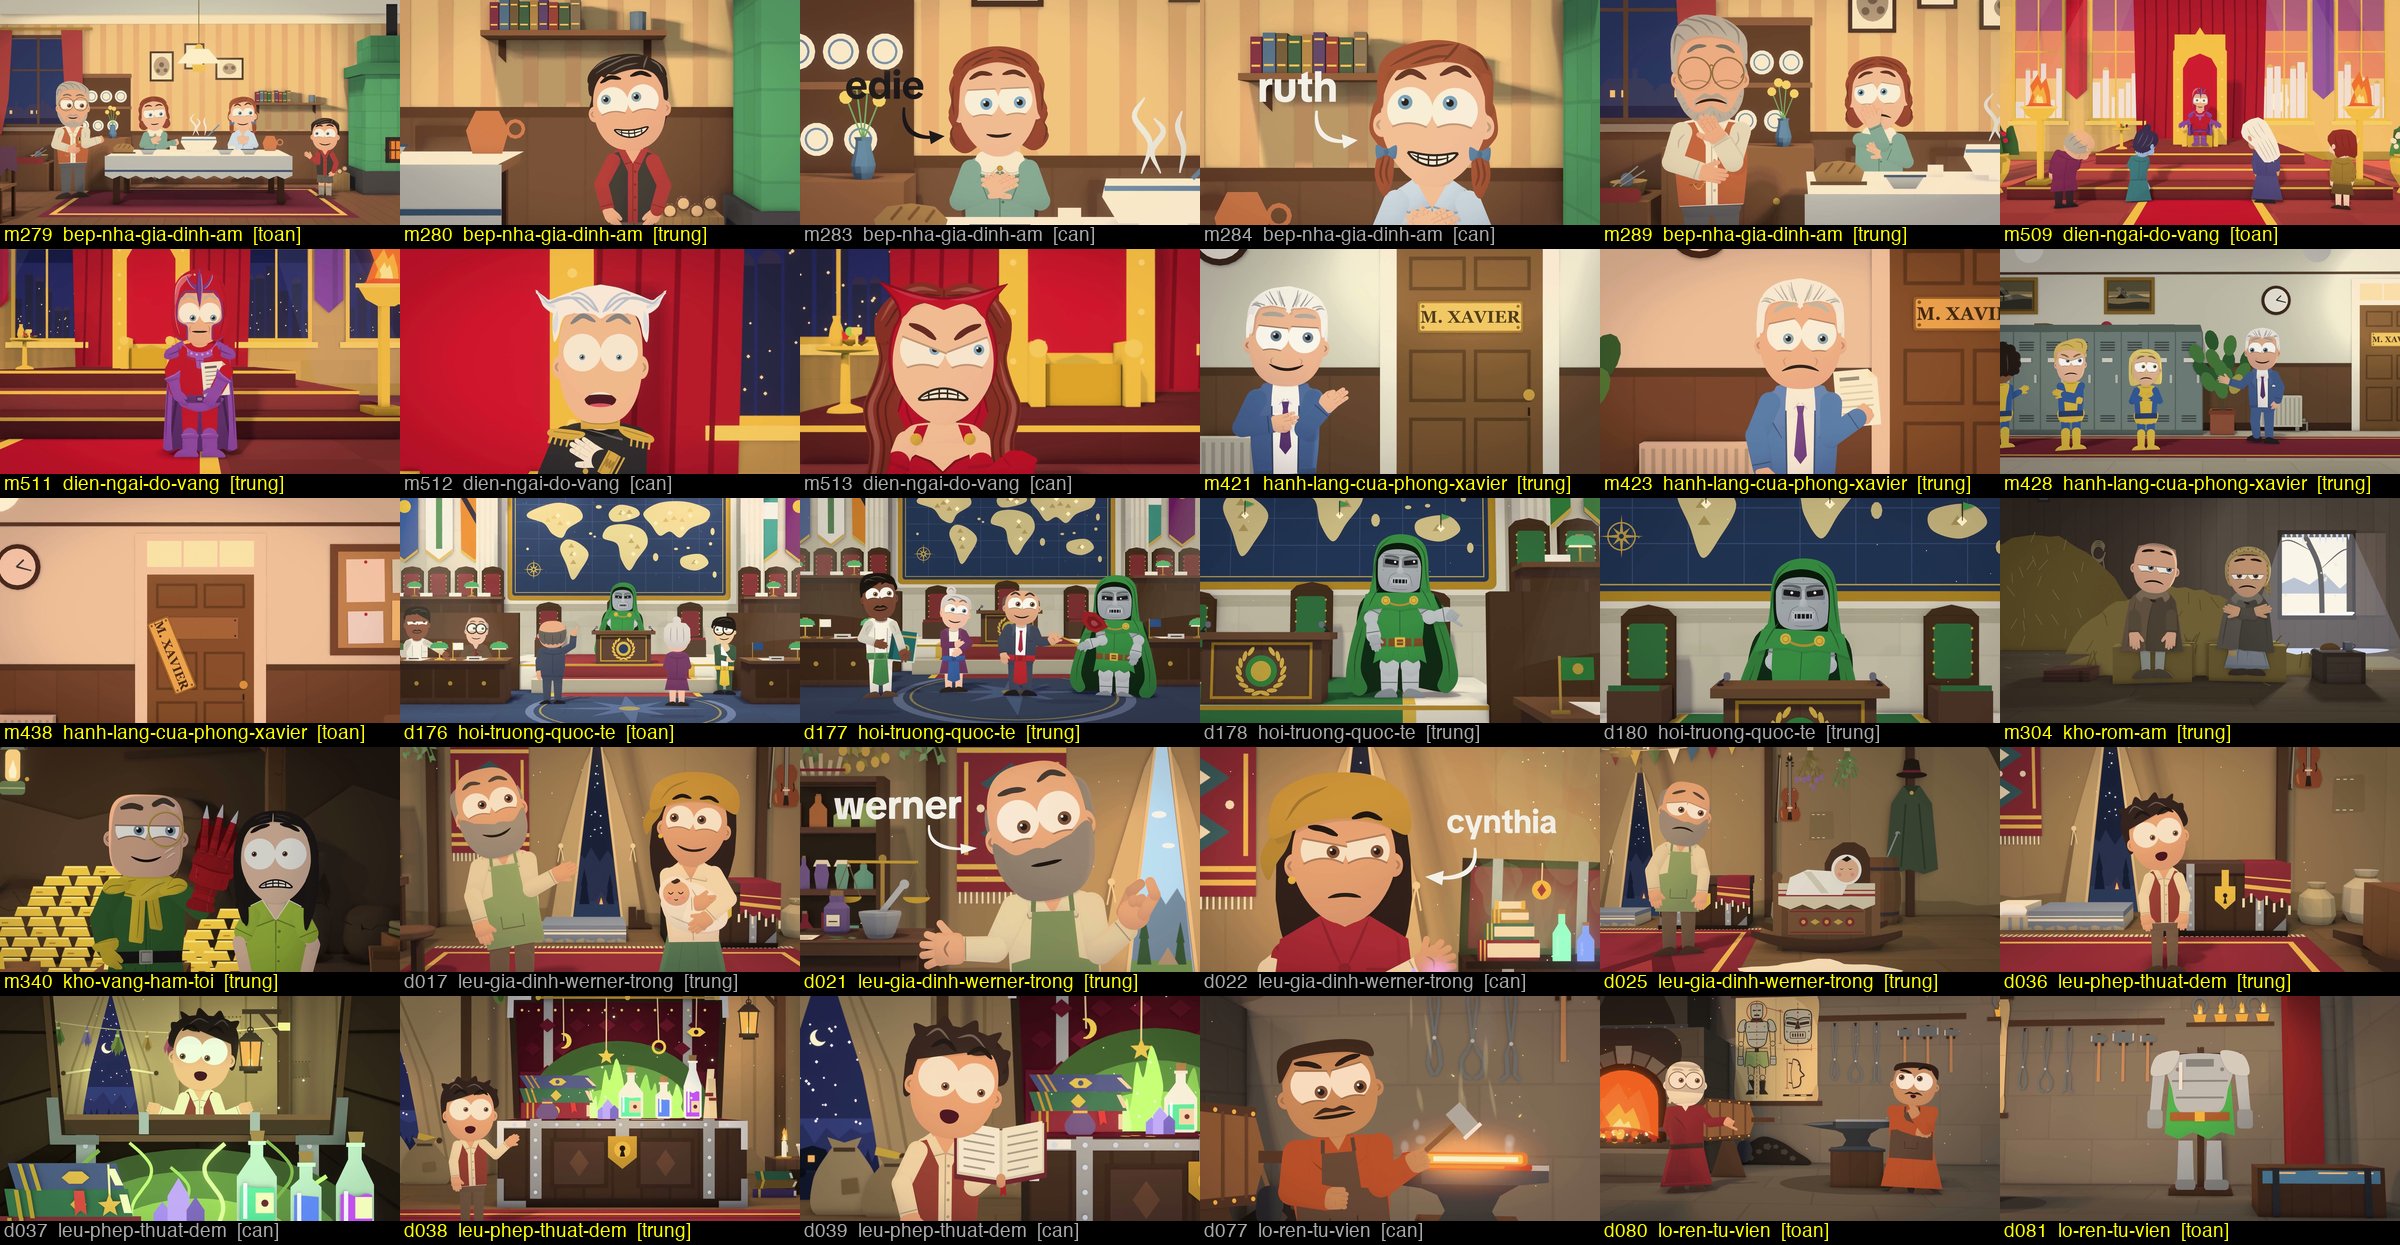 edie
ruth
m279 bep-nha-gia-dinh-am [toan]
m280 bep-nha-gia-dinh-am [trung]
m283 bep-nha-gia-dinh-am [can]
m284 bep-nha-gia-dinh-am [can]
m289 bep-nha-gia-dinh-am [trung]
m509 dien-ngai-do-vang [toan]
M. XAVIER
M. XAVI
M. XAV
m511 dien-ngai-do-vang [trung]
m512 dien-ngai-do-vang [can]
m513 dien-ngai-do-vang [can]
m421 hanh-lang-cua-phong-xavier [trung]
m423 hanh-lang-cua-phong-xavier [trung]
m428 hanh-lang-cua-phong-xavier [trung]
M. XAVIER
m438 hanh-lang-cua-phong-xavier [toan]
d176 hoi-truong-quoc-te [toan]
d177 hoi-truong-quoc-te [trung]
d178 hoi-truong-quoc-te [trung]
d180 hoi-truong-quoc-te [trung]
m304 kho-rom-am [trung]
werner
cynthia
m340 kho-vang-ham-toi [trung]
d017 leu-gia-dinh-werner-trong [trung]
d021 leu-gia-dinh-werner-trong [trung]
d022 leu-gia-dinh-werner-trong [can]
d025 leu-gia-dinh-werner-trong [trung]
d036 leu-phep-thuat-dem [trung]
d037 leu-phep-thuat-dem [can]
d038 leu-phep-thuat-dem [trung]
d039 leu-phep-thuat-dem [can]
d077 lo-ren-tu-vien [can]
d080 lo-ren-tu-vien [toan]
d081 lo-ren-tu-vien [toan]